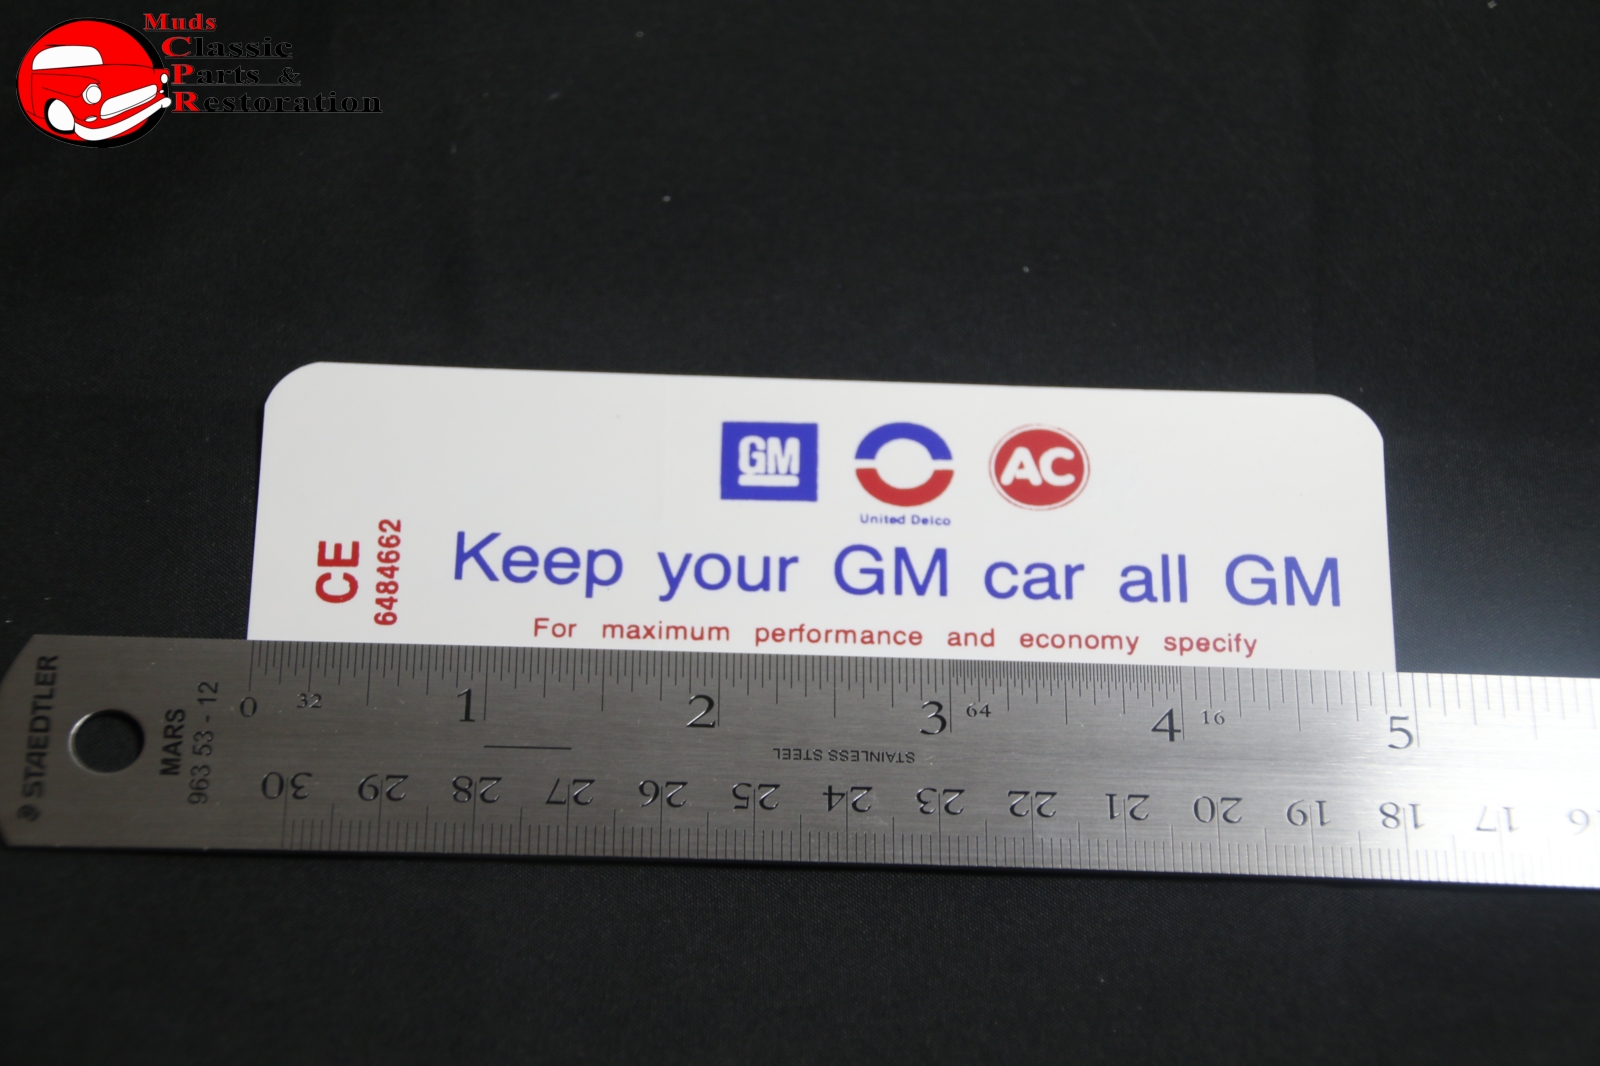 Muds
Classic
Parts &
Restoration
GM
United Delco
AC
CE
6484662
Keep your GM car all GM
For maximum performance and economy specify
STAEDTLER
MARS
963 53 - 12
0 32 1 2 3 64 4 16 5
STAINLESS STEEL
30 29 28 27 26 25 24 23 22 21 20 19 18 17